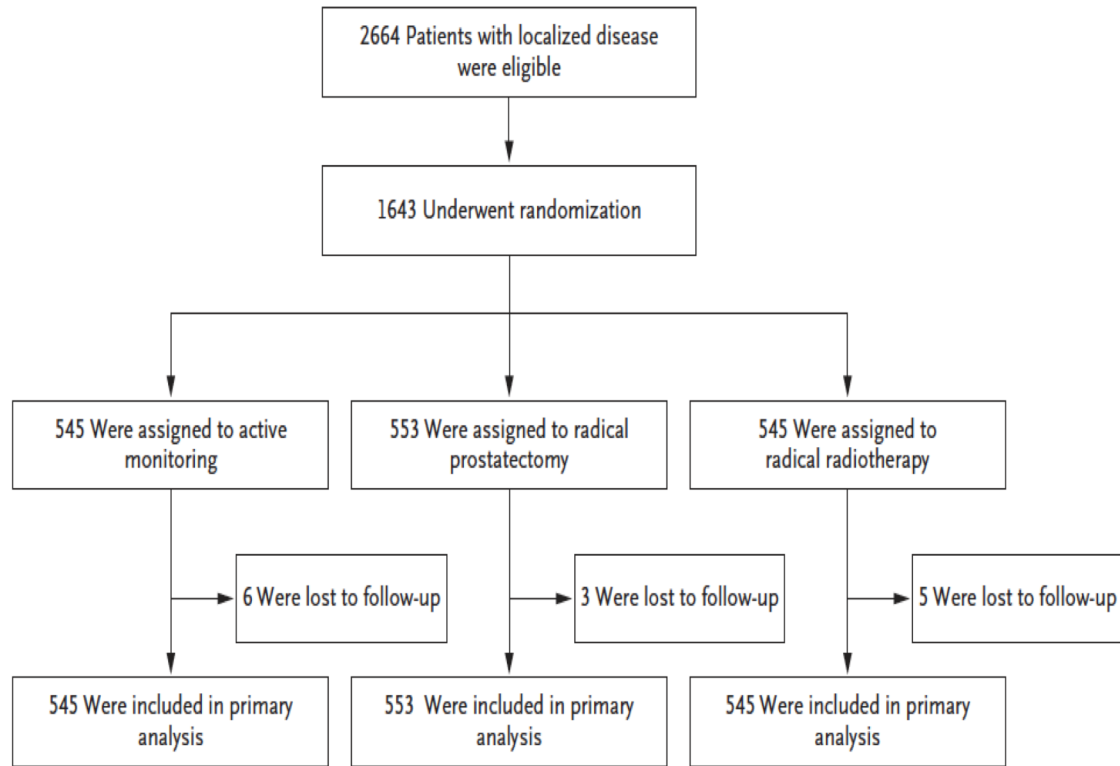 2664 Patients with localized disease
were eligible
1643 Underwent randomization
545 Were assigned to active
monitoring
553 Were assigned to radical
prostatectomy
545 Were assigned to
radical radiotherapy
6 Were lost to follow-up
3 Were lost to follow-up
5 Were lost to follow-up
545 Were included in primary
analysis
553 Were included in primary
analysis
545 Were included in primary
analysis